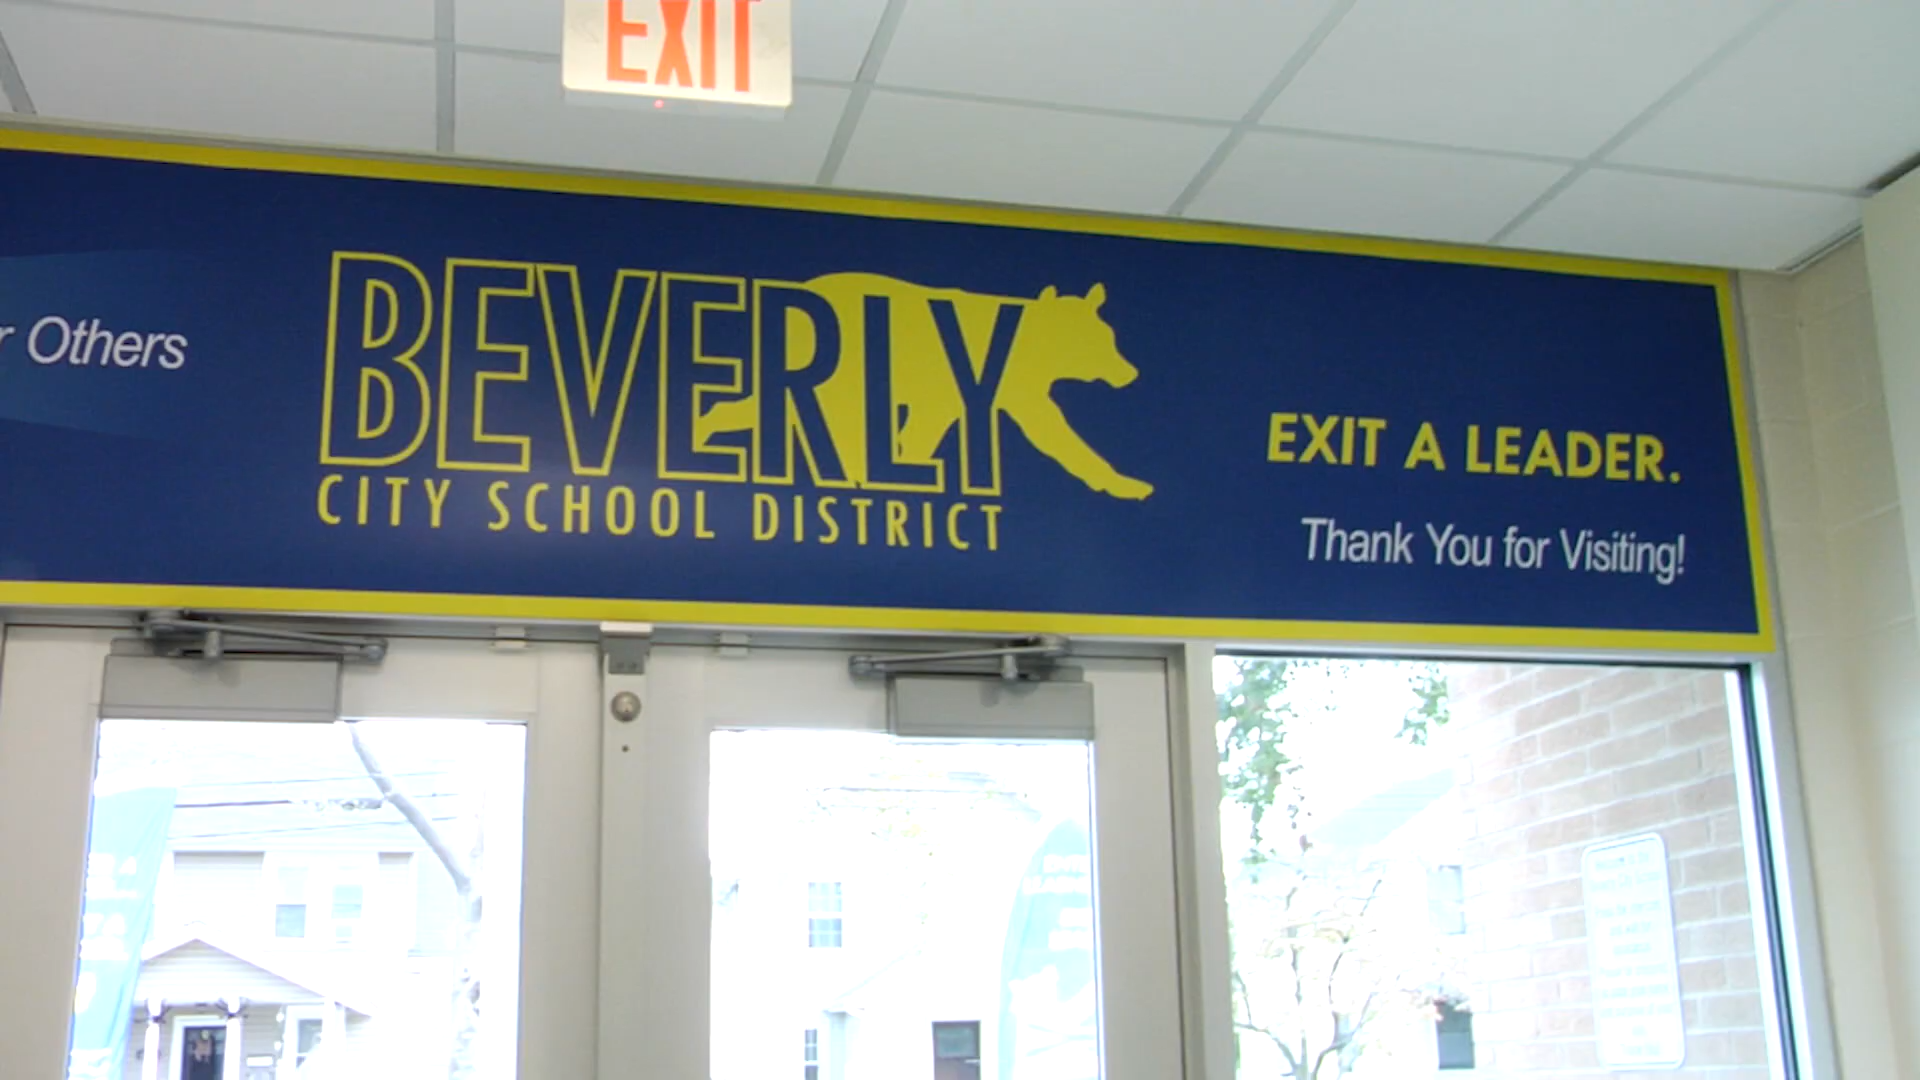 EXIT
r Others
BEVERLY
CITY SCHOOL DISTRICT
EXIT A LEADER.
Thank You for Visiting!